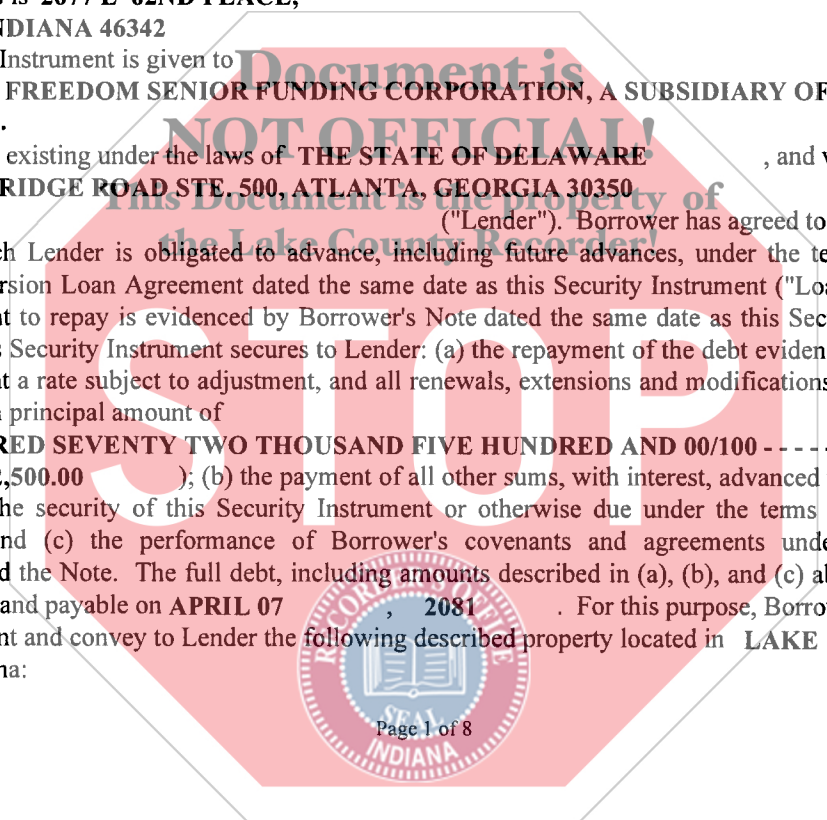 NDIANA 46342
Instrument is given to
FREEDOM SENIOR FUNDING CORPORATION, A SUBSIDIARY OF
.
existing under the laws of THE STATE OF DELAWARE , and
RIDGE ROAD STE. 500, ATLANTA, GEORGIA 30350
("Lender"). Borrower has agreed to
ch Lender is obligated to advance, including future advances, under the te
rsion Loan Agreement dated the same date as this Security Instrument ("Loa
nt to repay is evidenced by Borrower's Note dated the same date as this Sec
s Security Instrument secures to Lender: (a) the repayment of the debt eviden
at a rate subject to adjustment, and all renewals, extensions and modifications
principal amount of
RED SEVENTY TWO THOUSAND FIVE HUNDRED AND 00/100 - - - - -
2,500.00 ); (b) the payment of all other sums, with interest, advanced
he security of this Security Instrument or otherwise due under the terms
nd (c) the performance of Borrower's covenants and agreements unde
d the Note. The full debt, including amounts described in (a), (b), and (c) a
and payable on APRIL 07 , 2081 . For this purpose, Borro
nt and convey to Lender the following described property located in LAKE
na:
Page 1 of 8
Document is
NOT OFFICIAL!
This Document is the property of
the Lake County Recorder!
STOP
RECORDER'S OFFICE
SEAL
INDIANA